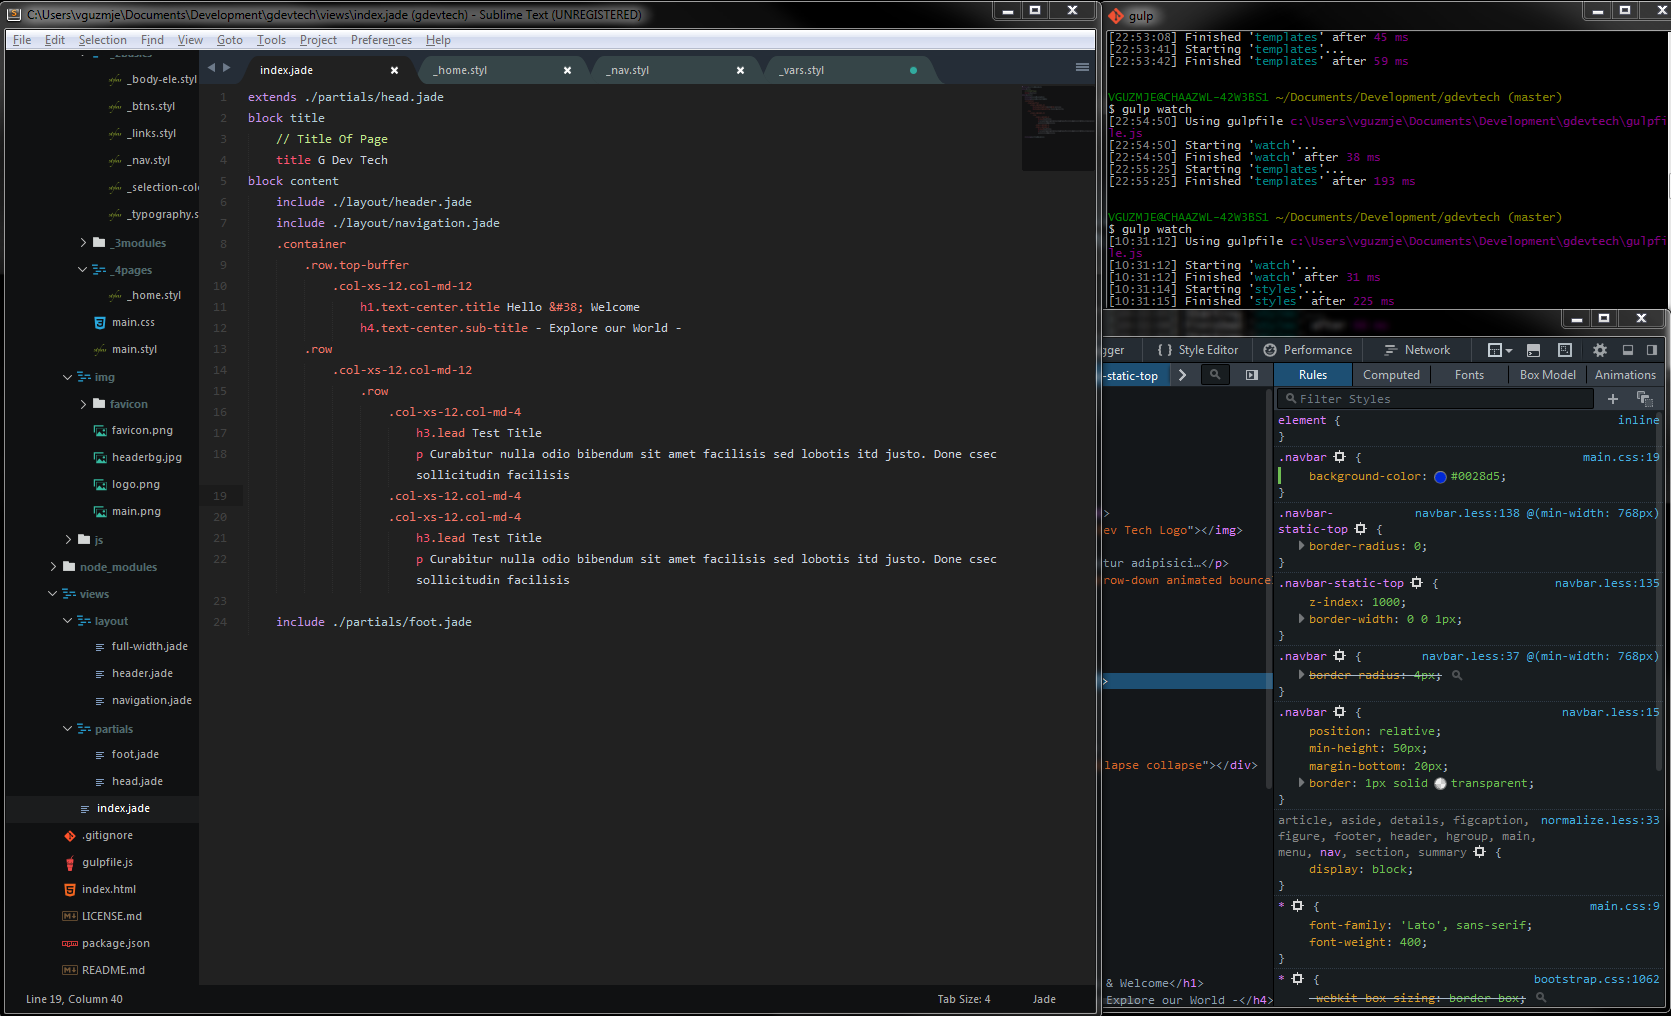 C:\Users\vguzmje\Documents\Development\gdevtech\views\index.jade (gdevtech) - Sublime Text (UNREGISTERED)
File Edit Selection Find View Goto Tools Project Preferences Help
_body-ele.styl
_btns.styl
_links.styl
_nav.styl
_selection-col
_typography.s
_3modules
_4pages
_home.styl
main.css
main.styl
img
favicon
favicon.png
headerbg.jpg
logo.png
main.png
js
node_modules
views
layout
full-width.jade
header.jade
navigation.jade
partials
foot.jade
head.jade
index.jade
.gitignore
gulpfile.js
index.html
LICENSE.md
package.json
README.md
index.jade _home.styl _nav.styl _vars.styl
1 extends ./partials/head.jade
2 block title
3 // Title Of Page
4 title G Dev Tech
5 block content
6 include ./layout/header.jade
7 include ./layout/navigation.jade
8 .container
9 .row.top-buffer
10 .col-xs-12.col-md-12
11 h1.text-center.title Hello &#38; Welcome
12 h4.text-center.sub-title - Explore our World -
13 .row
14 .col-xs-12.col-md-12
15 .row
16 .col-xs-12.col-md-4
17 h3.lead Test Title
18 p Curabitur nulla odio bibendum sit amet facilisis sed lobotis itd justo. Done csec
sollicitudin facilisis
19 .col-xs-12.col-md-4
20 .col-xs-12.col-md-4
21 h3.lead Test Title
22 p Curabitur nulla odio bibendum sit amet facilisis sed lobotis itd justo. Done csec
sollicitudin facilisis
23
24 include ./partials/foot.jade
Line 19, Column 40 Tab Size: 4 Jade
gulp
[22:53:08] Finished 'templates' after 45 ms
[22:53:41] Starting 'templates'...
[22:53:42] Finished 'templates' after 59 ms
VGUZMJE@CHAAZWL-42W3BS1 ~/Documents/Development/gdevtech (master)
$ gulp watch
[22:54:50] Using gulpfile c:\Users\vguzmje\Documents\Development\gdevtech\gulpfi
le.js
[22:54:50] Starting 'watch'...
[22:54:50] Finished 'watch' after 38 ms
[22:55:25] Starting 'templates'...
[22:55:25] Finished 'templates' after 193 ms
VGUZMJE@CHAAZWL-42W3BS1 ~/Documents/Development/gdevtech (master)
$ gulp watch
[10:31:12] Using gulpfile c:\Users\vguzmje\Documents\Development\gdevtech\gulpfi
le.js
[10:31:12] Starting 'watch'...
[10:31:12] Finished 'watch' after 31 ms
[10:31:14] Starting 'styles'...
[10:31:15] Finished 'styles' after 225 ms
gger { } Style Editor Performance Network
-static-top Rules Computed Fonts Box Model Animations
Filter Styles
>
ev Tech Logo"></img>
tur adipisici…</p>
row-down animated bounce
>
lapse collapse"></div>
& Welcome</h1>
Explore our World -</h4>
element { inline
}
.navbar { main.css:19
background-color: #0028d5;
}
.navbar- navbar.less:138 @(min-width: 768px)
static-top {
border-radius: 0;
}
.navbar-static-top { navbar.less:135
z-index: 1000;
border-width: 0 0 1px;
}
.navbar { navbar.less:37 @(min-width: 768px)
border-radius: 4px;
}
.navbar { navbar.less:15
position: relative;
min-height: 50px;
margin-bottom: 20px;
border: 1px solid transparent;
}
article, aside, details, figcaption, normalize.less:33
figure, footer, header, hgroup, main,
menu, nav, section, summary {
display: block;
}
* { main.css:9
font-family: 'Lato', sans-serif;
font-weight: 400;
}
* { bootstrap.css:1062
-webkit-box-sizing: border-box;